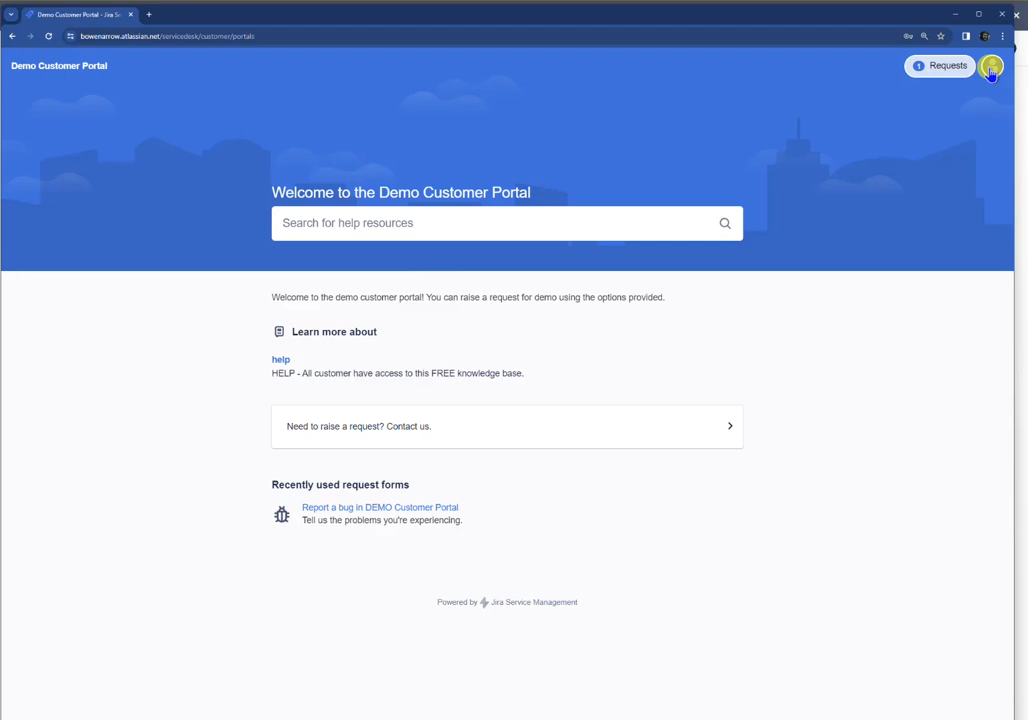 Demo Customer Portal - Jira Se
bowenarrow.atlassian.net/servicedesk/customer/portals
Demo Customer Portal
1 Requests
Welcome to the Demo Customer Portal
Search for help resources
Welcome to the demo customer portal! You can raise a request for demo using the options provided.
Learn more about
help
HELP - All customer have access to this FREE knowledge base.
Need to raise a request? Contact us.
Recently used request forms
Report a bug in DEMO Customer Portal
Tell us the problems you're experiencing.
Powered by Jira Service Management